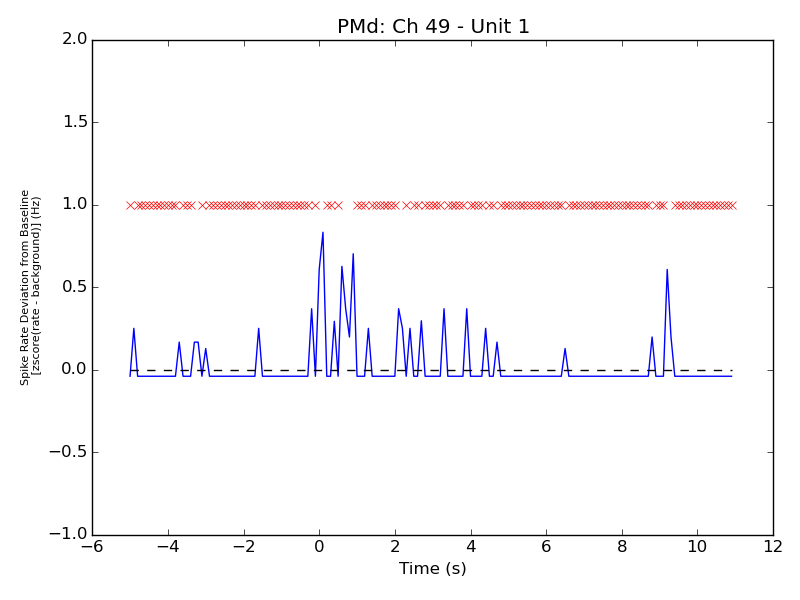 PMd: Ch 49 - Unit 1
2.0
1.5
1.0
0.5
0.0
−0.5
−1.0
Spike Rate Deviation from Baseline
[zscore(rate - background)] (Hz)
−6 −4 −2 0 2 4 6 8 10 12
Time (s)